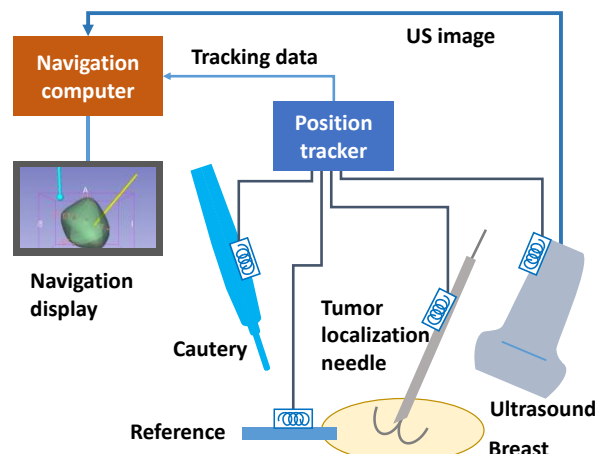 US image
Navigation
computer
Tracking data
Position
tracker
A
Navigation
display
Tumor
localization
needle
Cautery
Ultrasound
Reference
Breast